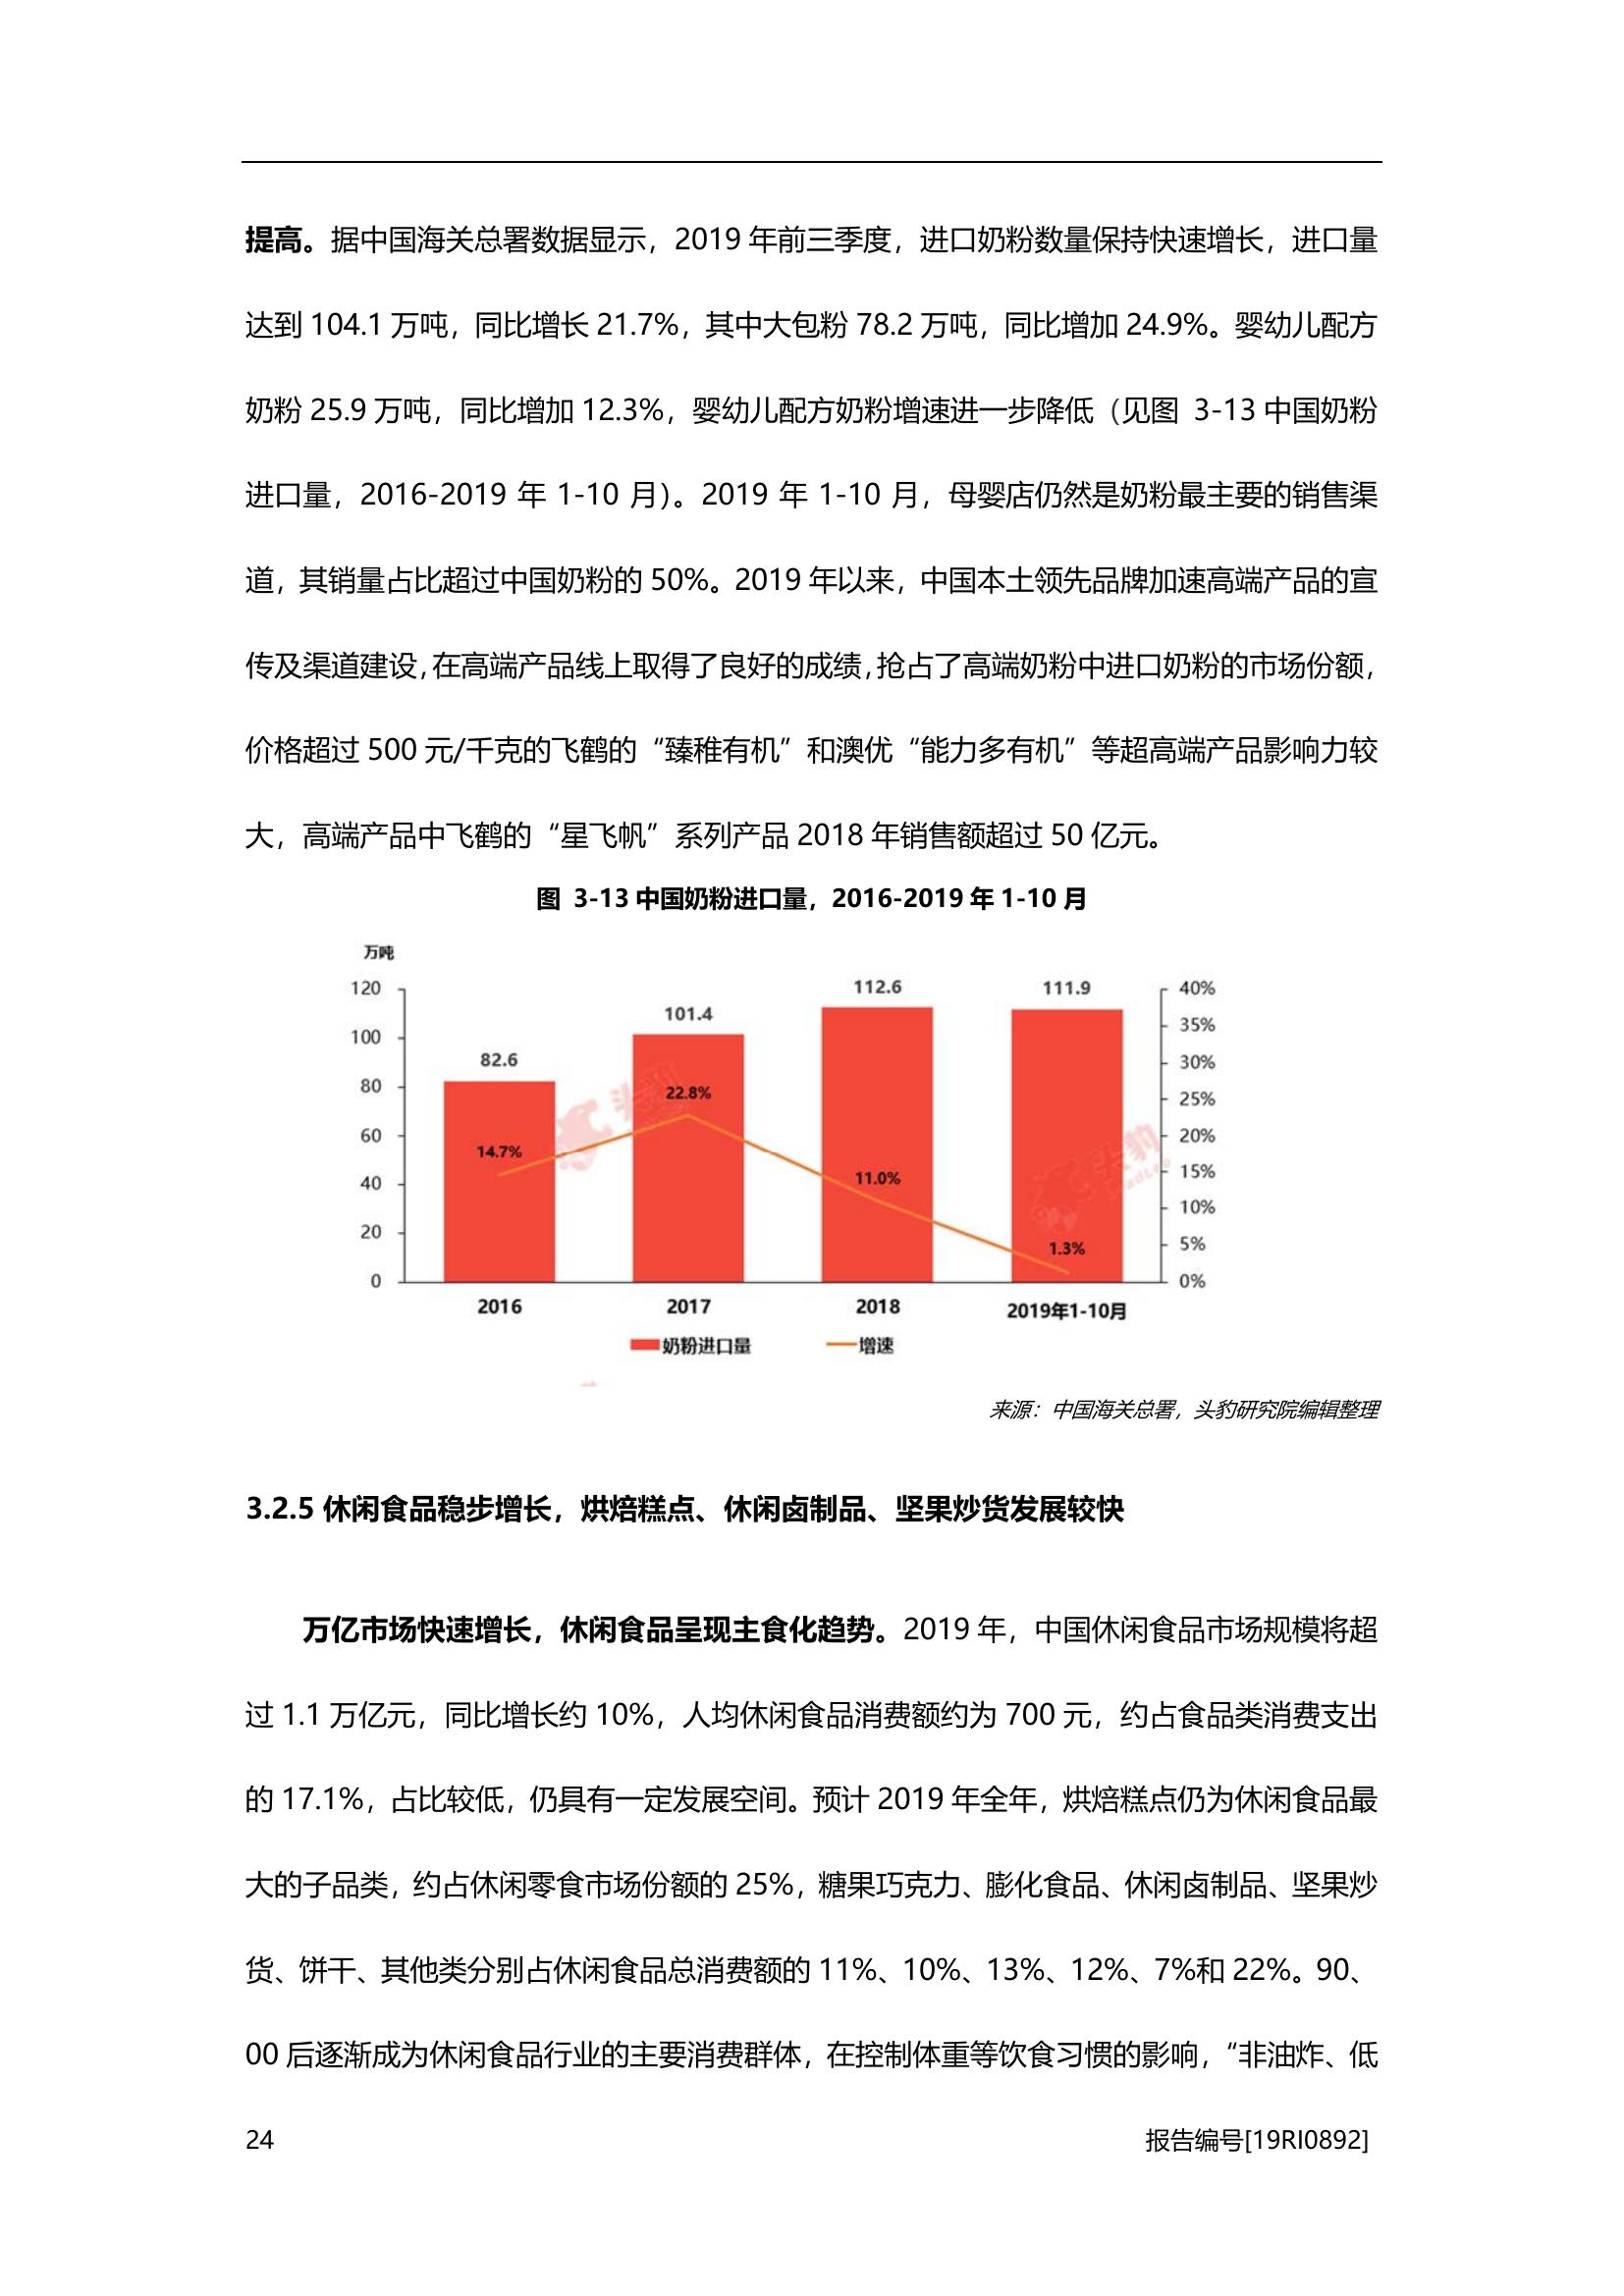 提高。据中国海关总署数据显示，2019 年前三季度，进口奶粉数量保持快速增长，进口量
达到 104.1 万吨，同比增长 21.7%，其中大包粉 78.2 万吨，同比增加 24.9%。婴幼儿配方
奶粉 25.9 万吨，同比增加 12.3%，婴幼儿配方奶粉增速进一步降低（见图 3-13 中国奶粉
进口量，2016-2019 年 1-10 月)。2019 年 1-10 月，母婴店仍然是奶粉最主要的销售渠
道，其销量占比超过中国奶粉的 50%。2019 年以来，中国本土领先品牌加速高端产品的宣
传及渠道建设，在高端产品线上取得了良好的成绩，抢占了高端奶粉中进口奶粉的市场份额，
价格超过 500 元/千克的飞鹤的“臻稚有机”和澳优“能力多有机”等超高端产品影响力较
大，高端产品中飞鹤的“星飞帆”系列产品 2018 年销售额超过 50 亿元。
图 3-13 中国奶粉进口量，2016-2019 年 1-10 月
万吨
120 112.6 111.9 40%
101.4 35%
100 30%
82.6
80 22.8% 25%
头豹
60 14.7% 20%
头豹
40 11.0% 15%
10%
20 1.3% 5%
0 0%
2016 2017 2018 2019年1-10月
奶粉进口量 增速
来源：中国海关总署，头豹研究院编辑整理
3.2.5 休闲食品稳步增长，烘焙糕点、休闲卤制品、坚果炒货发展较快
万亿市场快速增长，休闲食品呈现主食化趋势。2019 年，中国休闲食品市场规模将超
过 1.1 万亿元，同比增长约 10%，人均休闲食品消费额约为 700 元，约占食品类消费支出
的 17.1%，占比较低，仍具有一定发展空间。预计 2019 年全年，烘焙糕点仍为休闲食品最
大的子品类，约占休闲零食市场份额的 25%，糖果巧克力、膨化食品、休闲卤制品、坚果炒
货、饼干、其他类分别占休闲食品总消费额的 11%、10%、13%、12%、7%和 22%。90、
00 后逐渐成为休闲食品行业的主要消费群体，在控制体重等饮食习惯的影响，“非油炸、低
24 报告编号[19RI0892]